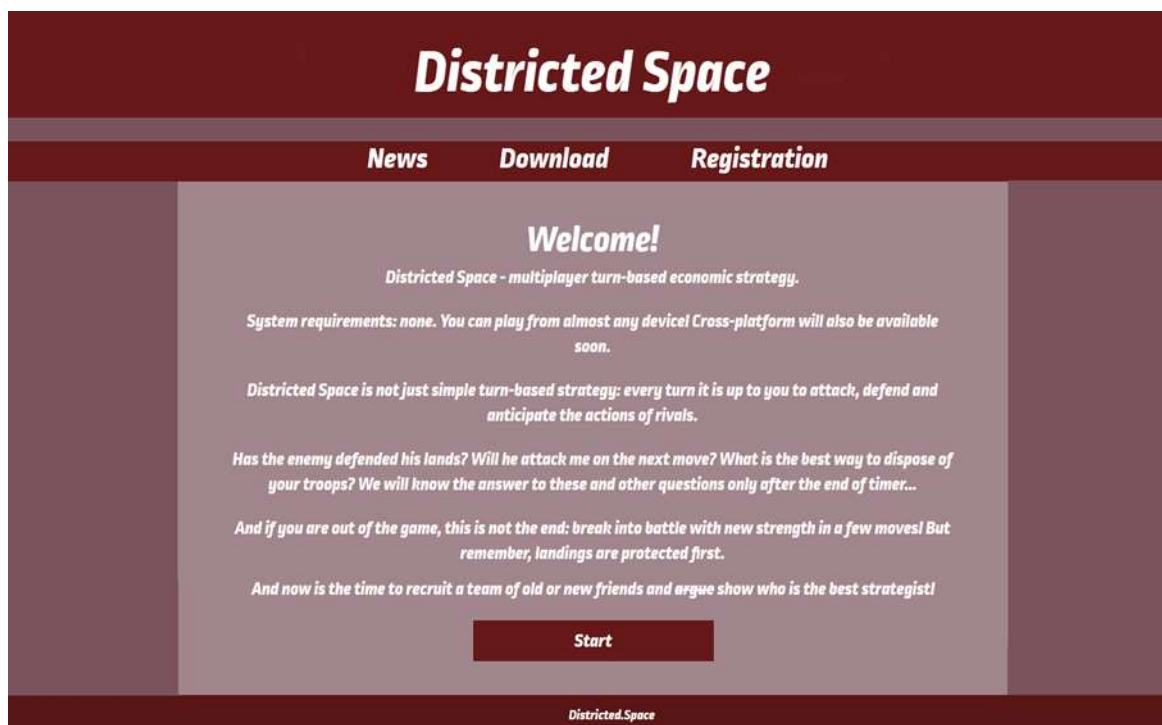 Districted Space
News Download Registration
Welcome!
Districted Space - multiplayer turn-based economic strategy.
System requirements: none. You can play from almost any device! Cross-platform will also be available
soon.
Districted Space is not just simple turn-based strategy: every turn it is up to you to attack, defend and
anticipate the actions of rivals.
Has the enemy defended his lands? Will he attack me on the next move? What is the best way to dispose of
your troops? We will know the answer to these and other questions only after the end of timer...
And if you are out of the game, this is not the end: break into battle with new strength in a few moves! But
remember, landings are protected first.
And now is the time to recruit a team of old or new friends and argue show who is the best strategist!
Start
Districted.Space